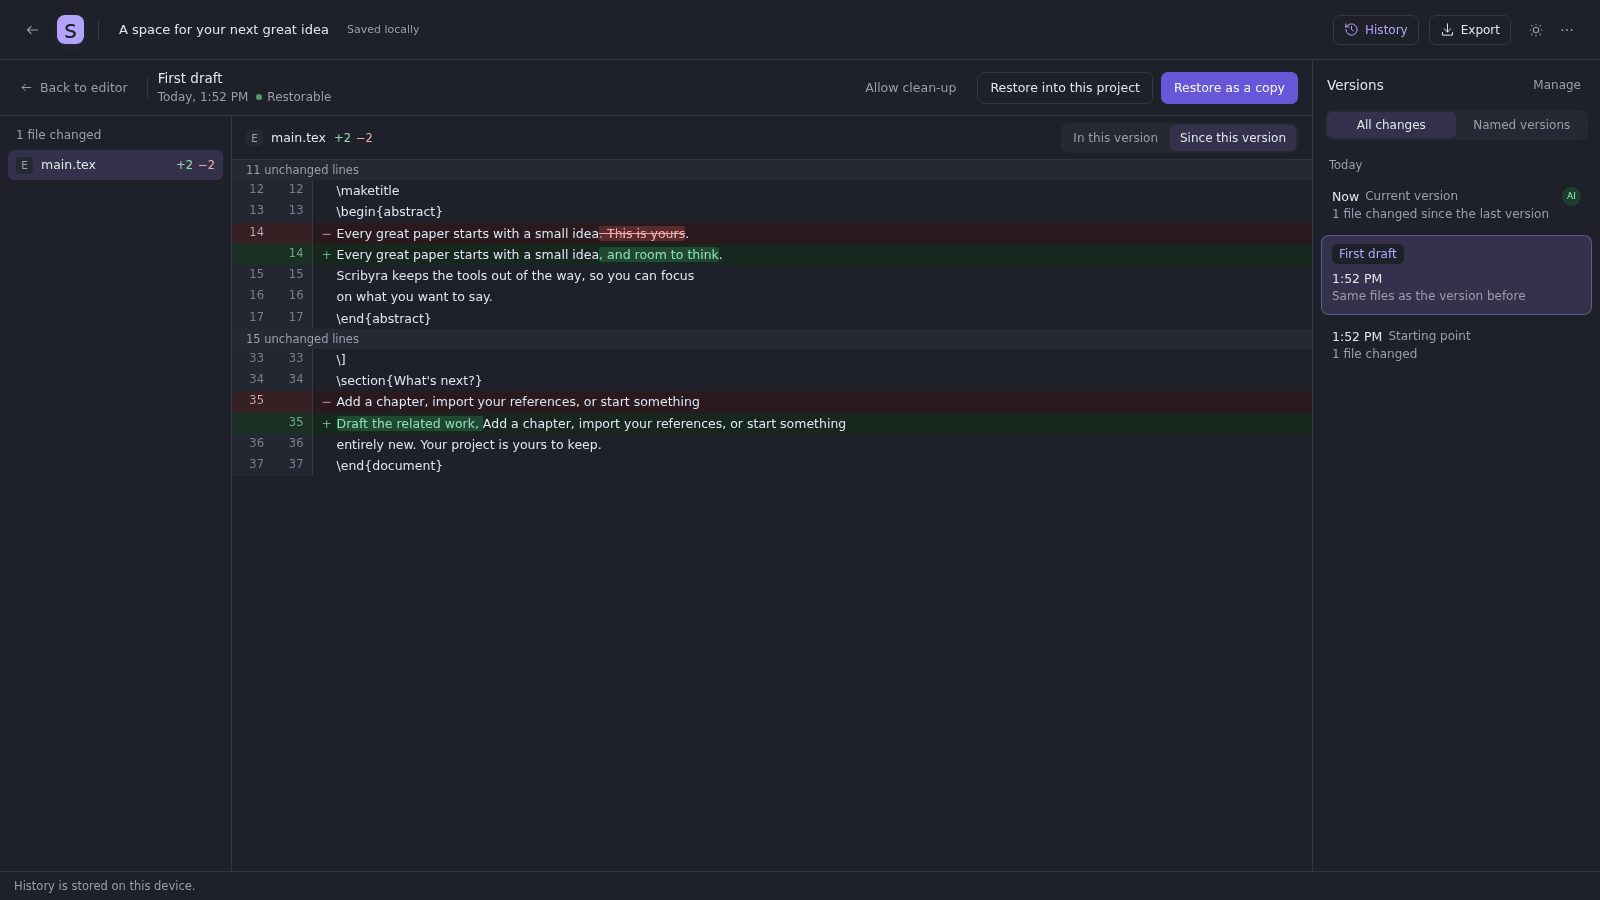 S A space for your next great idea Saved locally History Export
Back to editor
First draft
Today, 1:52 PM Restorable
Allow clean-up Restore into this project Restore as a copy
1 file changed
E main.tex +2 −2
E main.tex +2 −2 In this version Since this version
11 unchanged lines
12 12 \maketitle
13 13 \begin{abstract}
14 − Every great paper starts with a small idea. This is yours.
14 + Every great paper starts with a small idea, and room to think.
15 15 Scribyra keeps the tools out of the way, so you can focus
16 16 on what you want to say.
17 17 \end{abstract}
15 unchanged lines
33 33 \]
34 34 \section{What's next?}
35 − Add a chapter, import your references, or start something
35 + Draft the related work, Add a chapter, import your references, or start something
36 36 entirely new. Your project is yours to keep.
37 37 \end{document}
Versions Manage
All changes Named versions
Today
Now Current version AI
1 file changed since the last version
First draft
1:52 PM
Same files as the version before
1:52 PM Starting point
1 file changed
History is stored on this device.